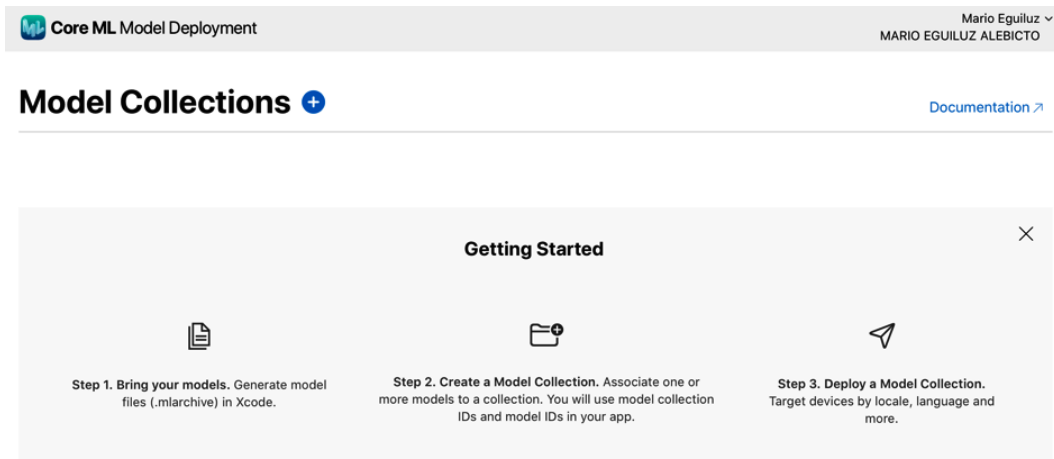 Core ML Model Deployment
Mario Eguiluz
MARIO EGUILUZ ALEBICTO
Model Collections
Documentation
Getting Started
Step 1. Bring your models. Generate model
files (.mlarchive) in Xcode.
Step 2. Create a Model Collection. Associate one or
more models to a collection. You will use model collection
IDs and model IDs in your app.
Step 3. Deploy a Model Collection.
Target devices by locale, language and
more.